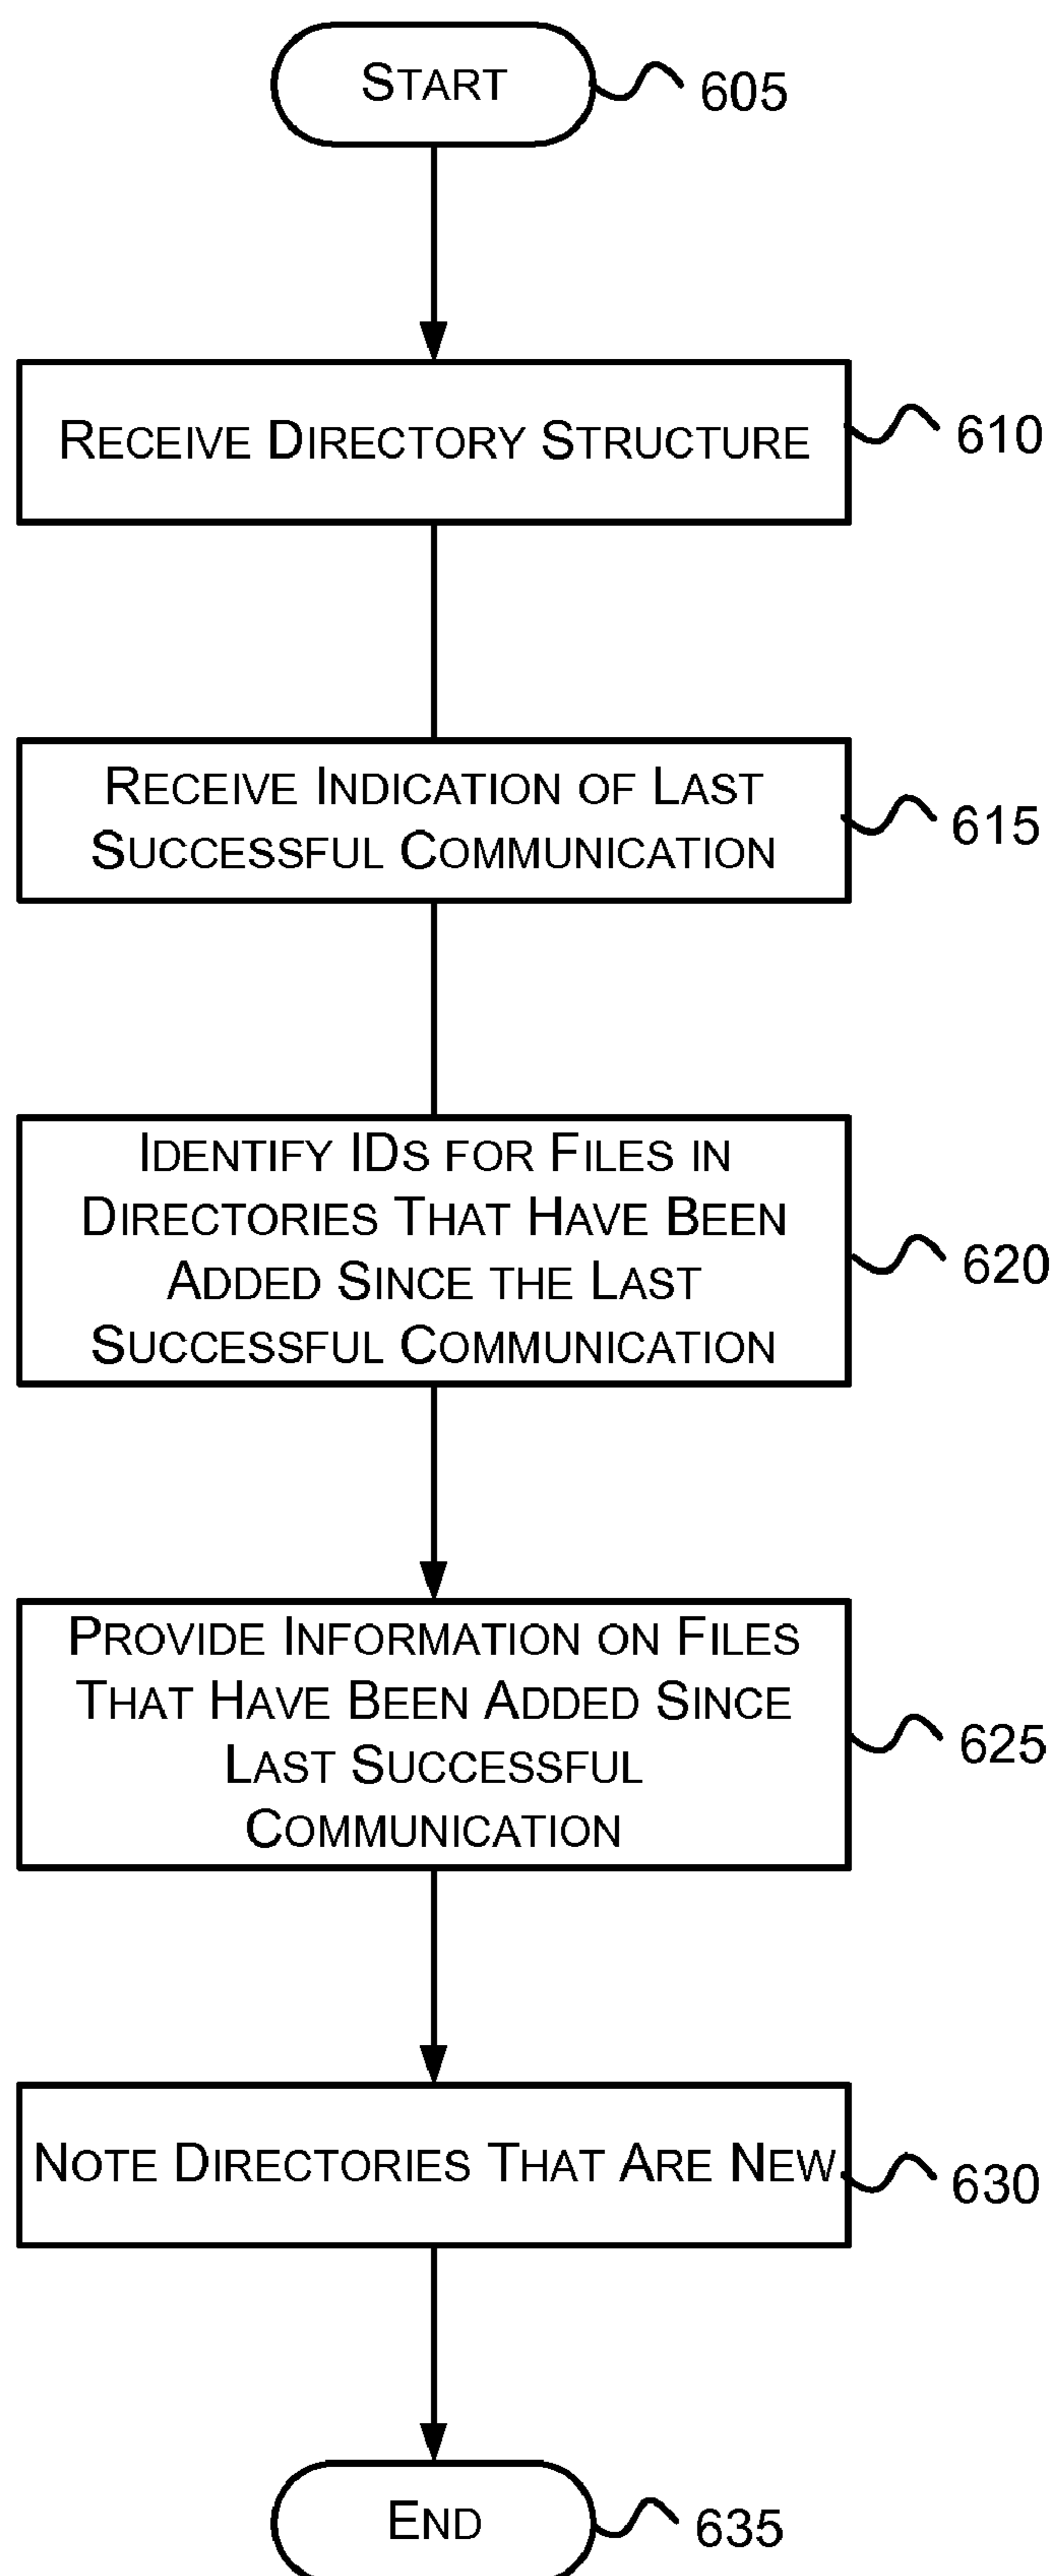 START
605
RECEIVE DIRECTORY STRUCTURE
610
RECEIVE INDICATION OF LAST
SUCCESSFUL COMMUNICATION
615
IDENTIFY IDS FOR FILES IN
DIRECTORIES THAT HAVE BEEN
ADDED SINCE THE LAST
SUCCESSFUL COMMUNICATION
620
PROVIDE INFORMATION ON FILES
THAT HAVE BEEN ADDED SINCE
LAST SUCCESSFUL
COMMUNICATION
625
NOTE DIRECTORIES THAT ARE NEW
630
END
635